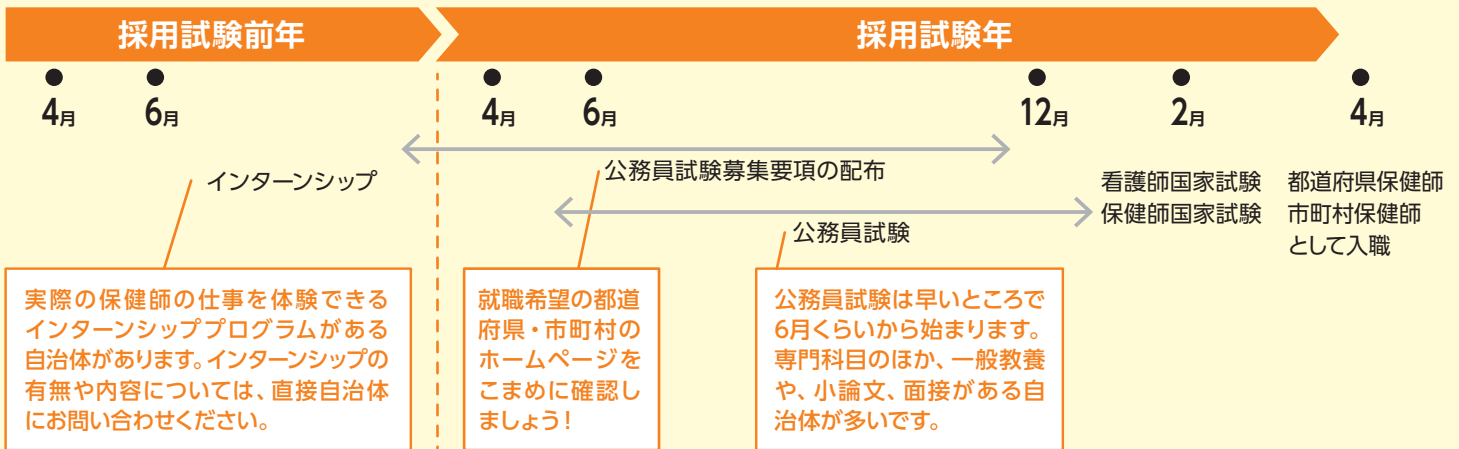 採用試験前年
採用試験年
4月
6月
4月
6月
12月
2月
4月
インターンシップ
公務員試験募集要項の配布
公務員試験
看護師国家試験
保健師国家試験
都道府県保健師
市町村保健師
として入職
実際の保健師の仕事を体験できる
インターンシッププログラムがある
自治体があります。インターンシップの
有無や内容については、直接自治体
にお問い合わせください。
就職希望の都道
府県・市町村の
ホームページを
こまめに確認し
ましょう!
公務員試験は早いところで
6月くらいから始まります。
専門科目のほか、一般教養
や、小論文、面接がある自
治体が多いです。